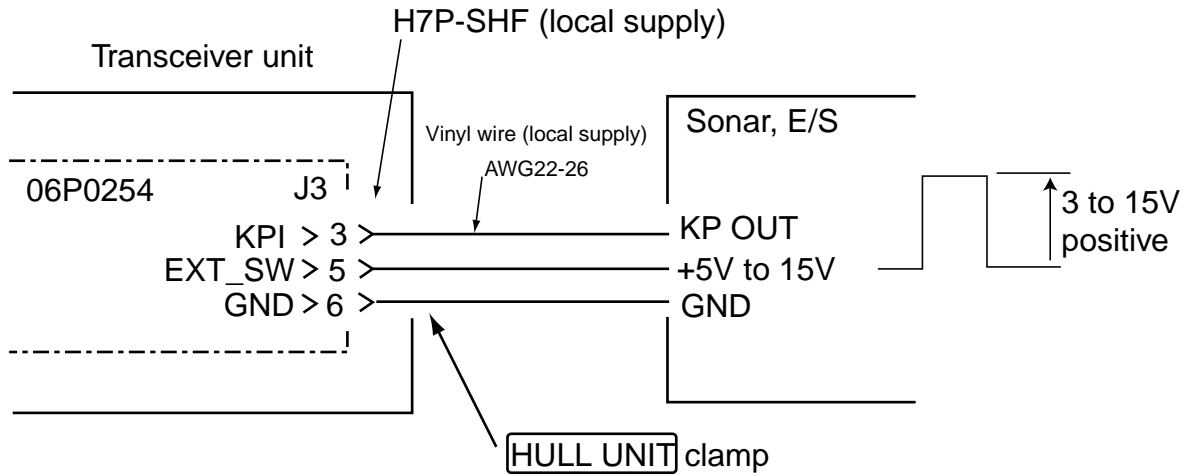 H7P-SHF (local supply)
Transceiver unit
Sonar, E/S
Vinyl wire (local supply)
AWG22-26
06P0254
J3
3 to 15V
positive
KPI > 3 > KP OUT
EXT_SW > 5 > +5V to 15V
GND > 6 > GND
HULL UNIT clamp